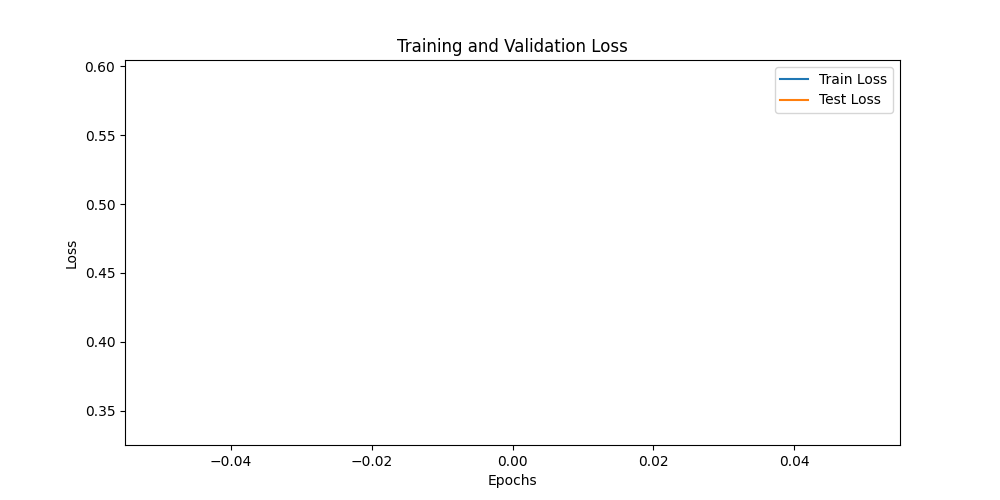 Training and Validation Loss
Train Loss
Test Loss
0.60
0.55
0.50
0.45
0.40
0.35
Loss
−0.04 −0.02 0.00 0.02 0.04
Epochs